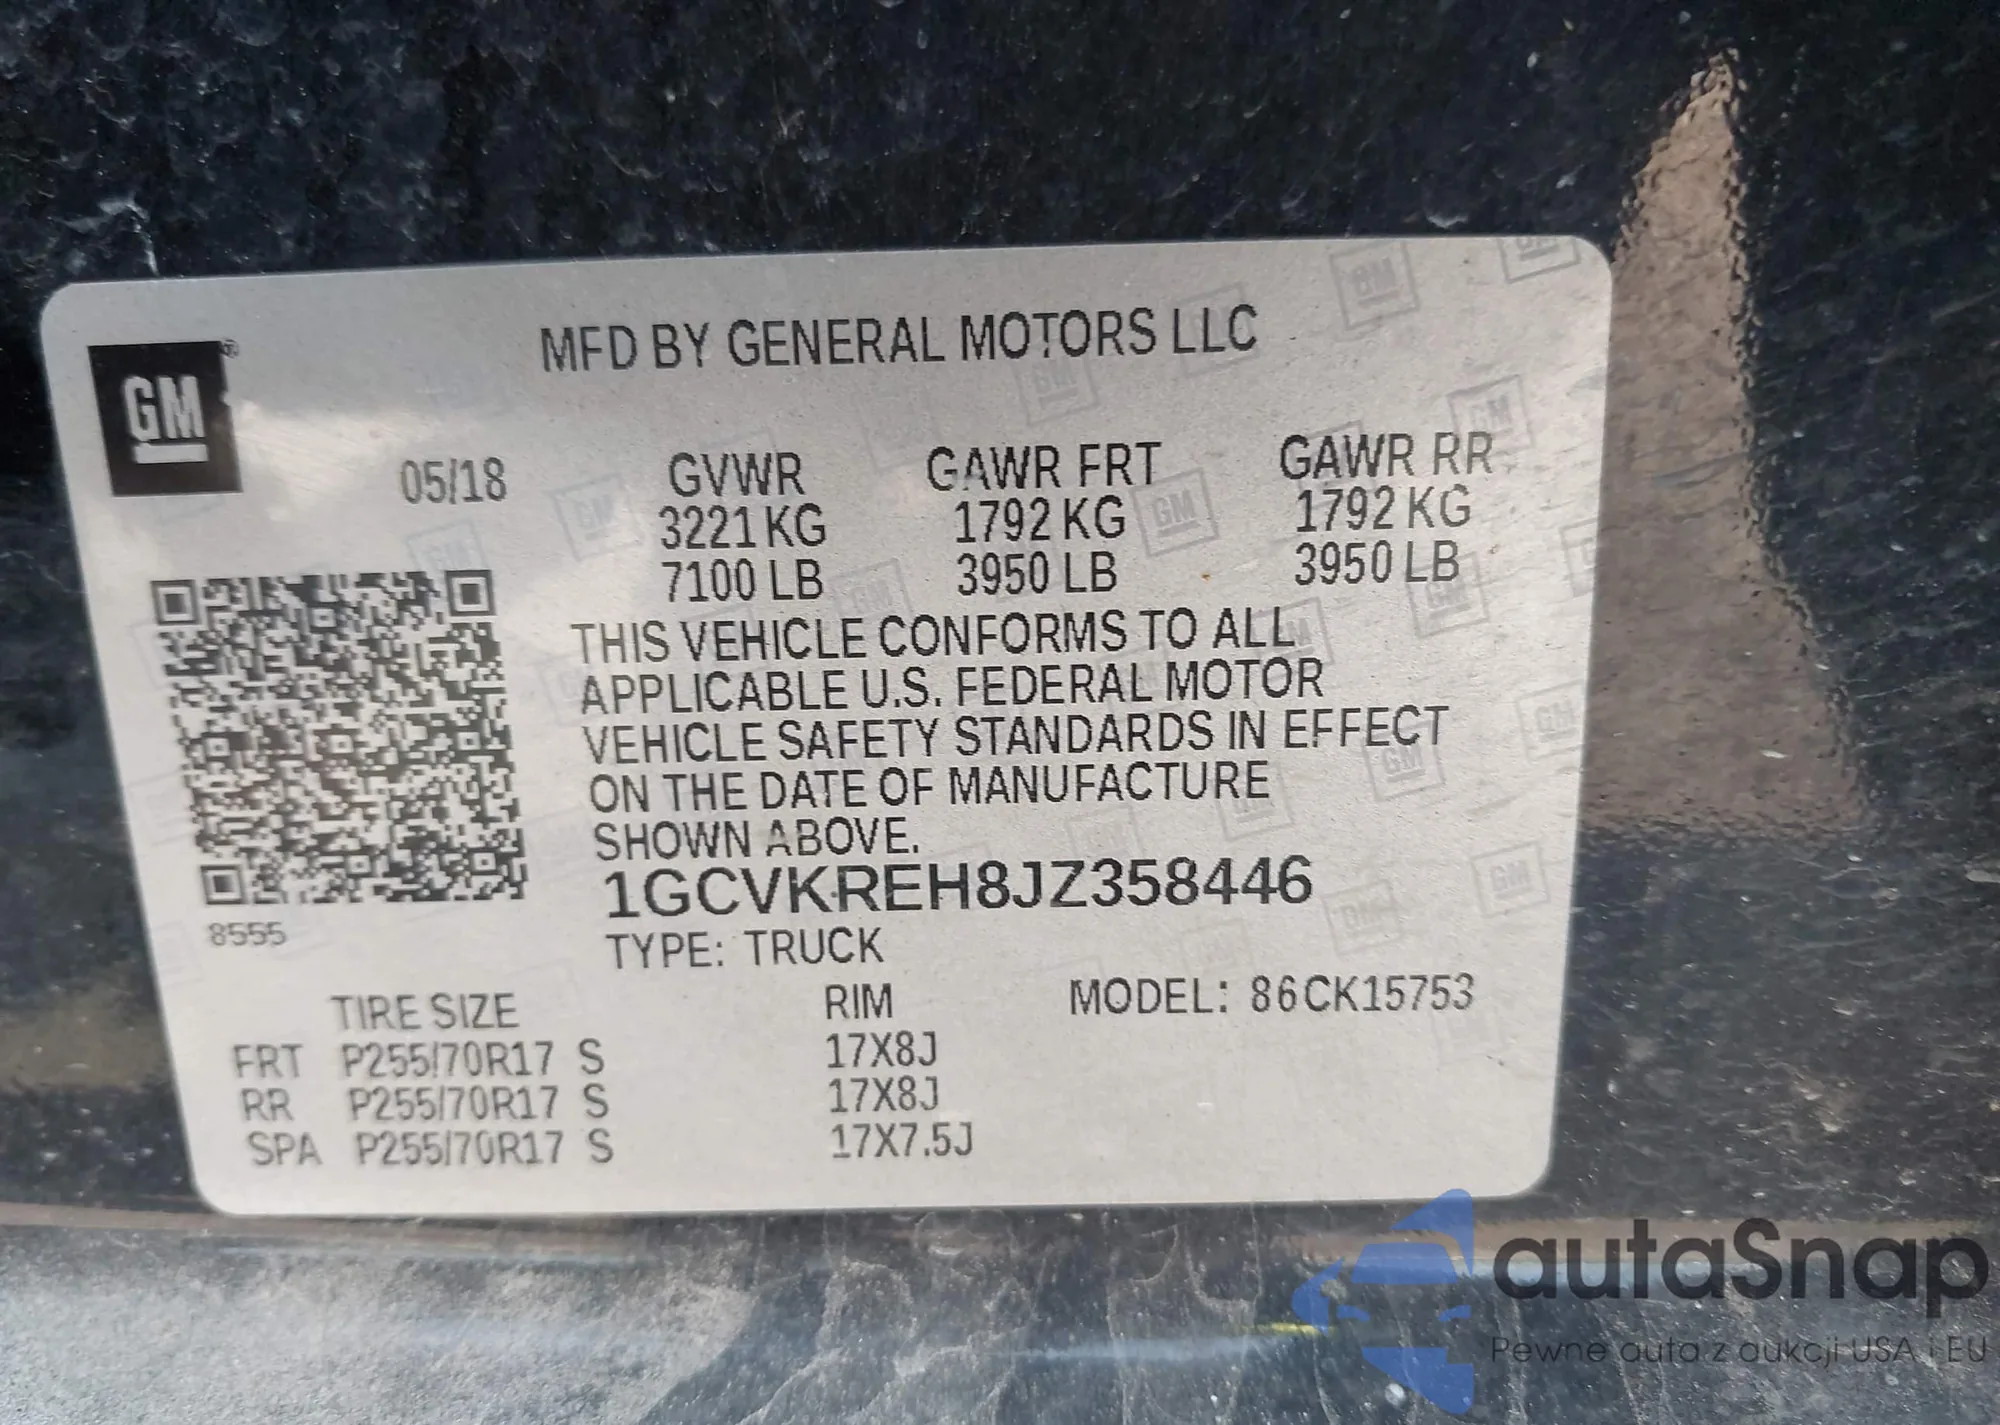 MFD BY GENERAL MOTORS LLC
GM
05/18 GVWR GAWR FRT GAWR RR
3221 KG 1792 KG 1792 KG
7100 LB 3950 LB 3950 LB
THIS VEHICLE CONFORMS TO ALL
APPLICABLE U.S. FEDERAL MOTOR
VEHICLE SAFETY STANDARDS IN EFFECT
ON THE DATE OF MANUFACTURE
SHOWN ABOVE.
1GCVKREH8JZ358446
8555
TYPE: TRUCK
TIRE SIZE RIM MODEL: 86CK15753
FRT P255/70R17 S 17X8J
RR P255/70R17 S 17X8J
SPA P255/70R17 S 17X7.5J
autaSnap
Pewne auta z aukcji USA i EU